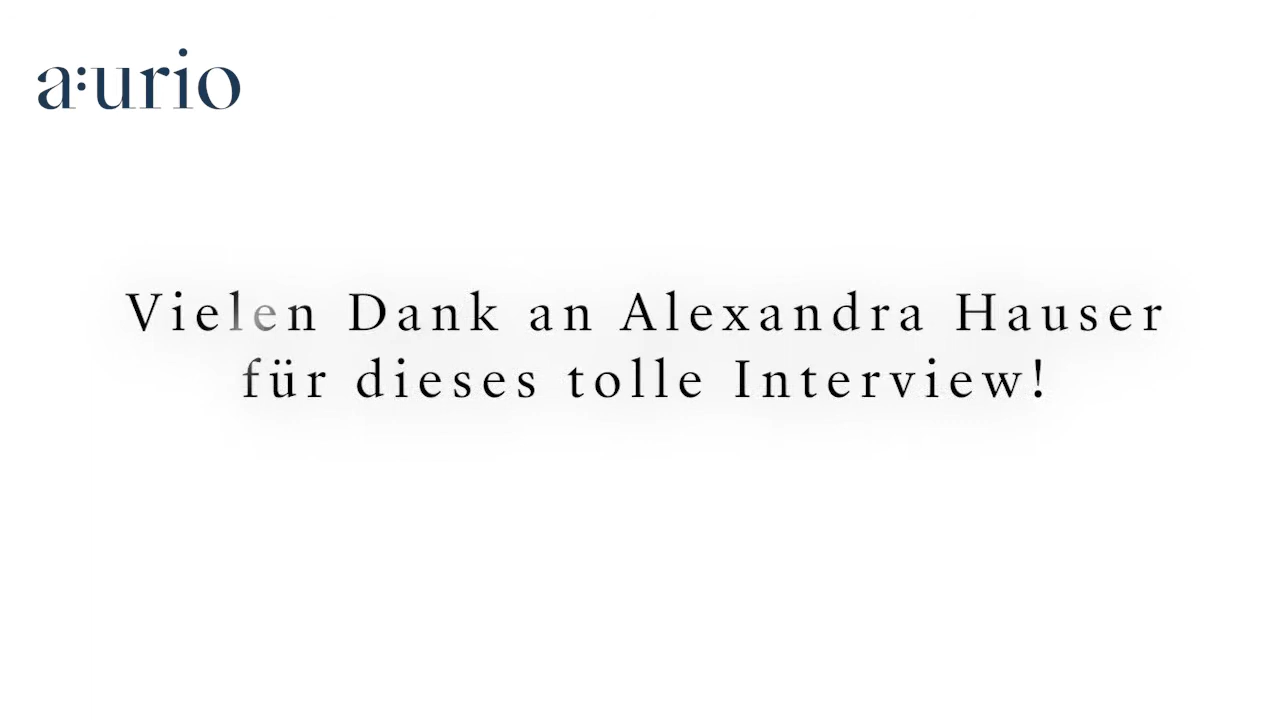 a:urio
Vielen Dank an Alexandra Hauser
für dieses tolle Interview!